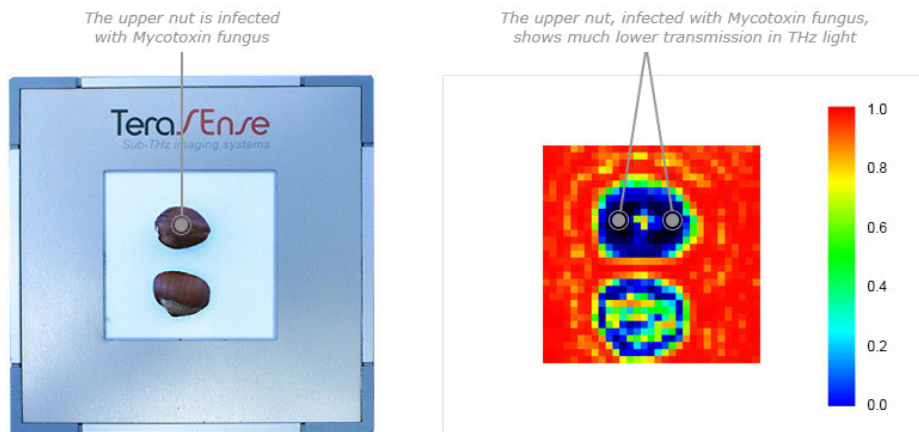 The upper nut is infected
with Mycotoxin fungus
The upper nut, infected with Mycotoxin fungus,
shows much lower transmission in THz light
TeraSEnse
Sub-THz imaging systems
1.0
0.8
0.6
0.4
0.2
0.0